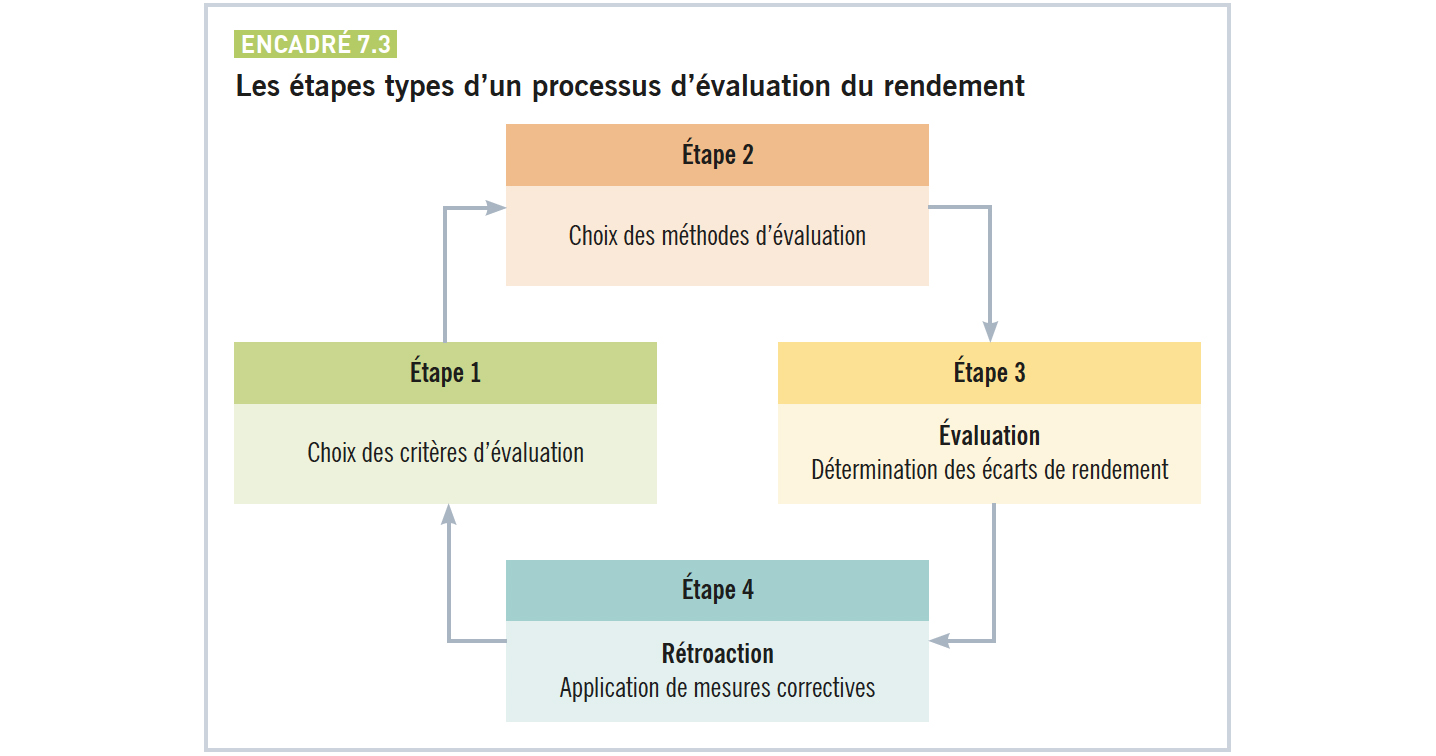 ENCADRÉ 7.3
Les étapes types d’un processus d’évaluation du rendement
Étape 2
Choix des méthodes d’évaluation
Étape 1
Choix des critères d’évaluation
Étape 3
Évaluation
Détermination des écarts de rendement
Étape 4
Rétroaction
Application de mesures correctives